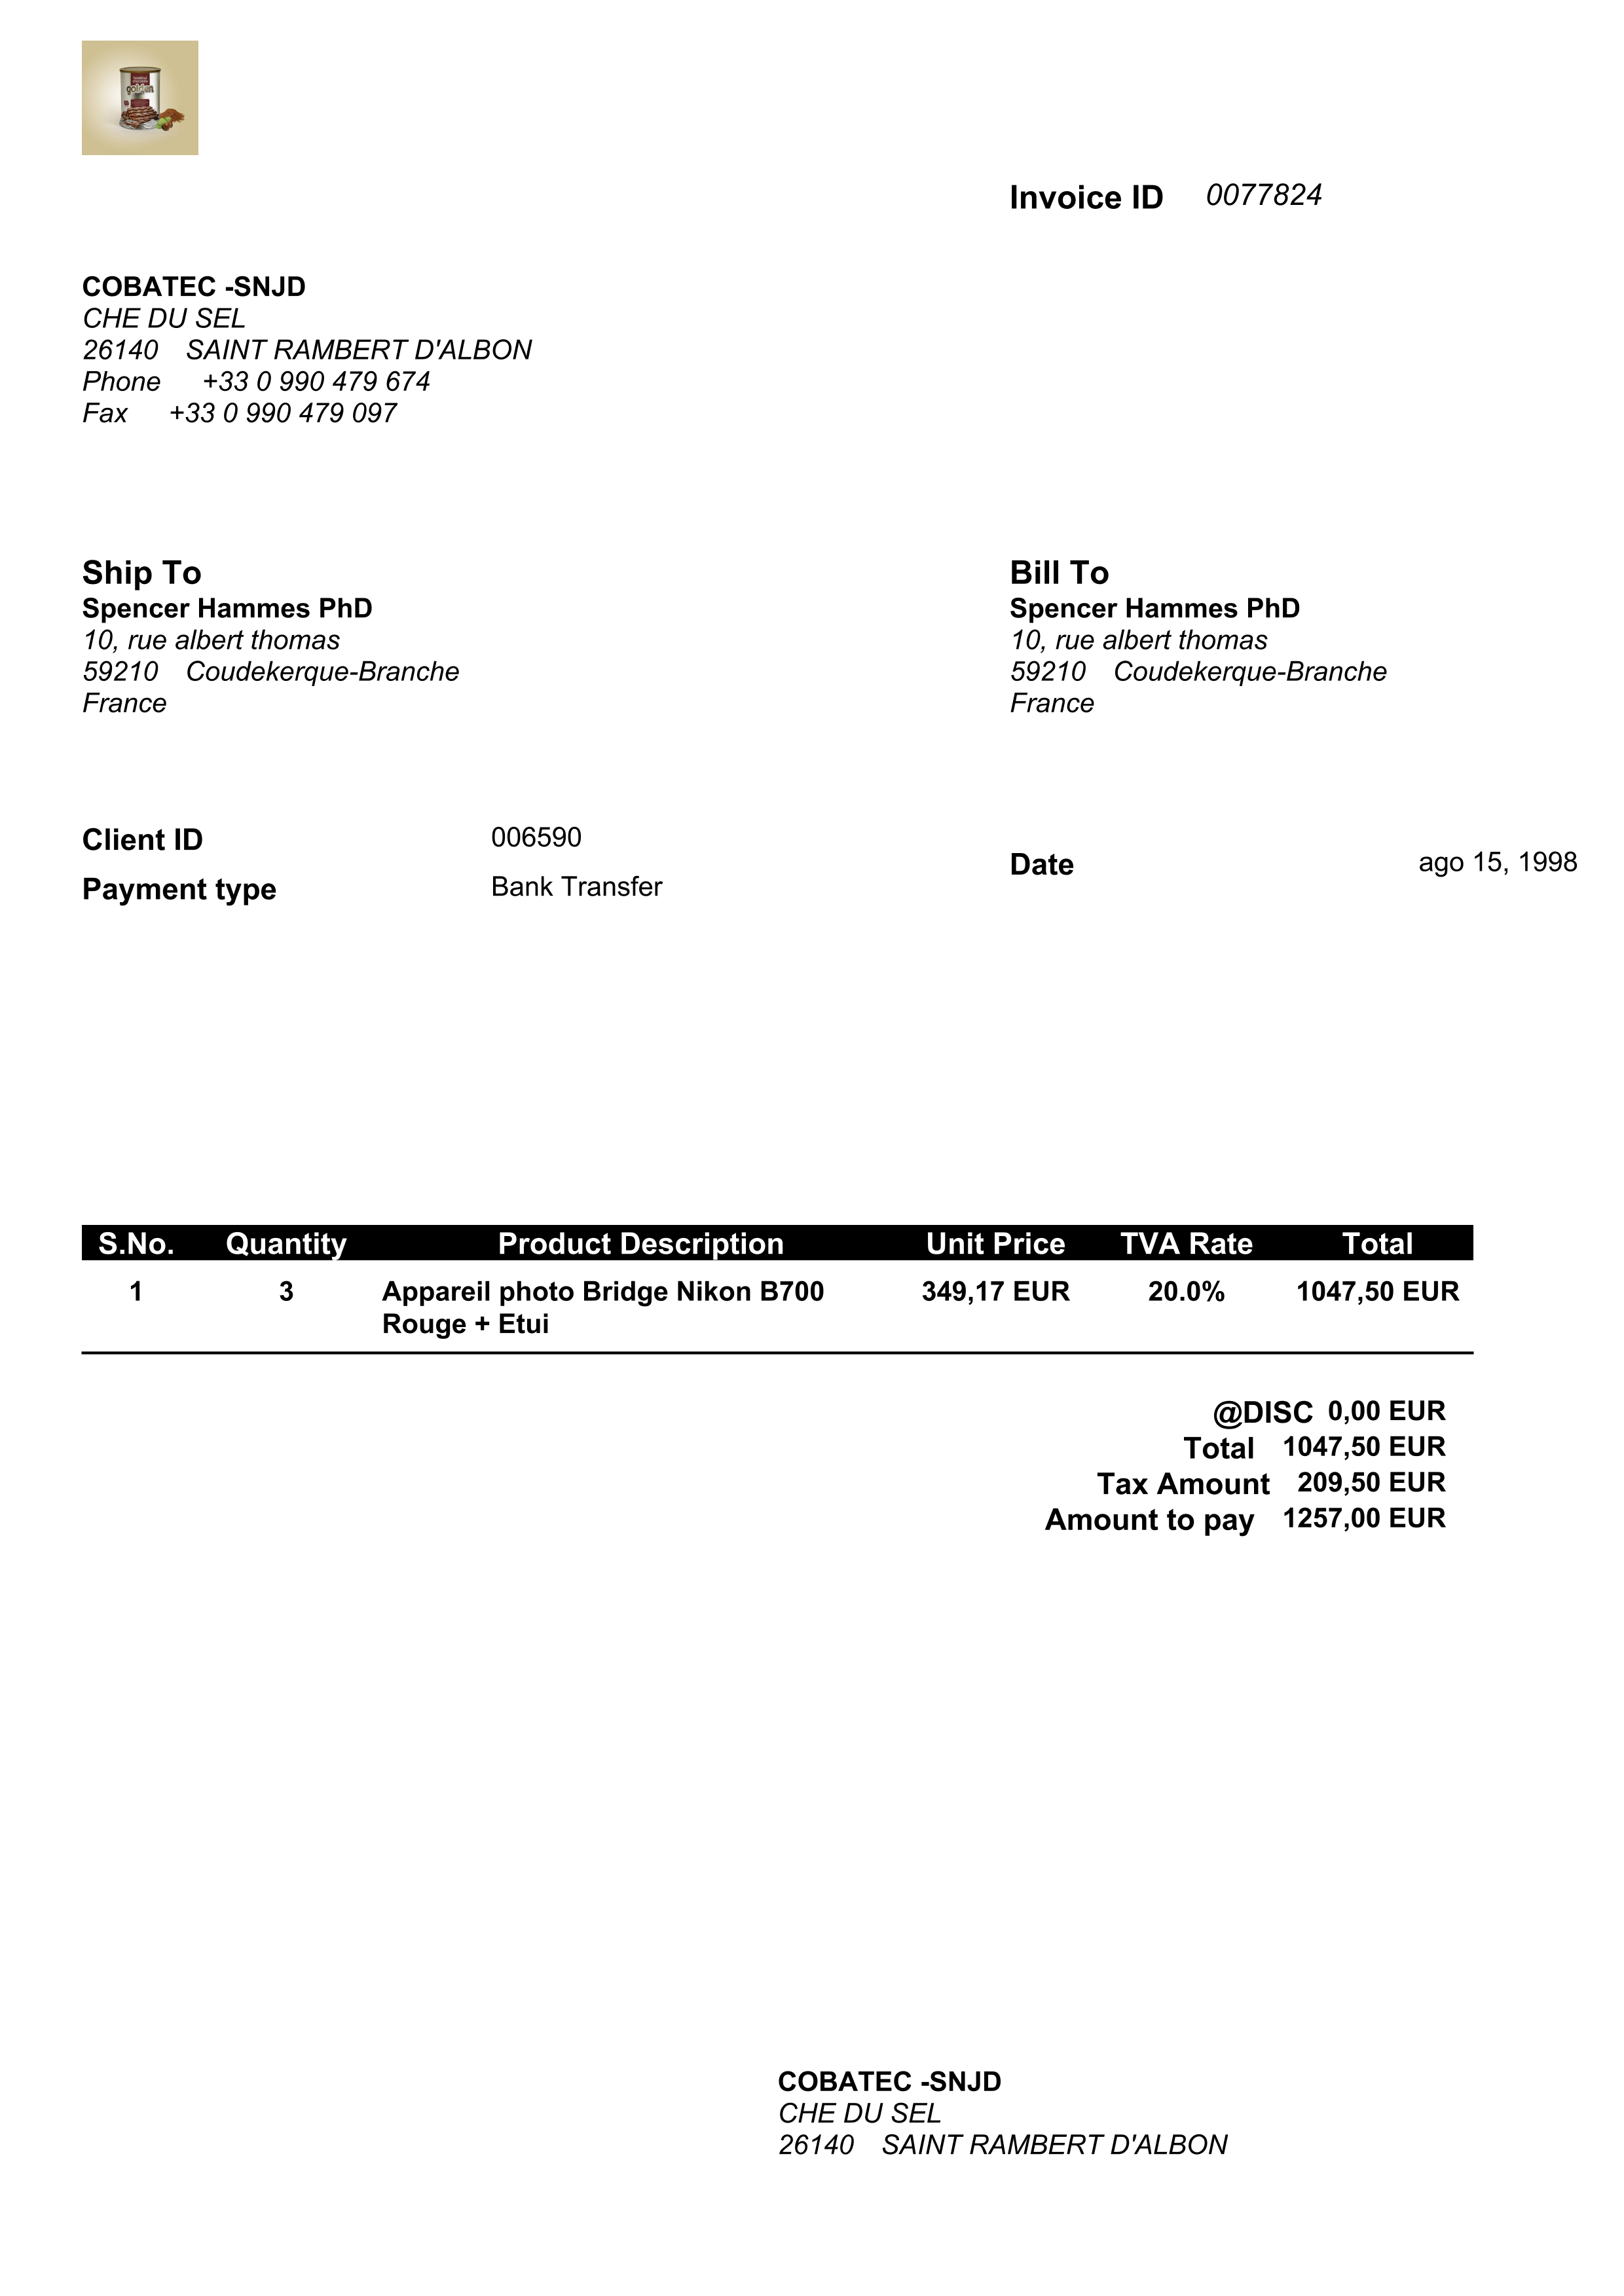 golden
Invoice ID 0077824
COBATEC -SNJD
CHE DU SEL
26140 SAINT RAMBERT D'ALBON
Phone +33 0 990 479 674
Fax +33 0 990 479 097
Ship To
Spencer Hammes PhD
10, rue albert thomas
59210 Coudekerque-Branche
France
Bill To
Spencer Hammes PhD
10, rue albert thomas
59210 Coudekerque-Branche
France
Client ID 006590
Payment type Bank Transfer
Date ago 15, 1998
S.No. Quantity Product Description Unit Price TVA Rate Total
1 3 Appareil photo Bridge Nikon B700 349,17 EUR 20.0% 1047,50 EUR
Rouge + Etui
@DISC 0,00 EUR
Total 1047,50 EUR
Tax Amount 209,50 EUR
Amount to pay 1257,00 EUR
COBATEC -SNJD
CHE DU SEL
26140 SAINT RAMBERT D'ALBON